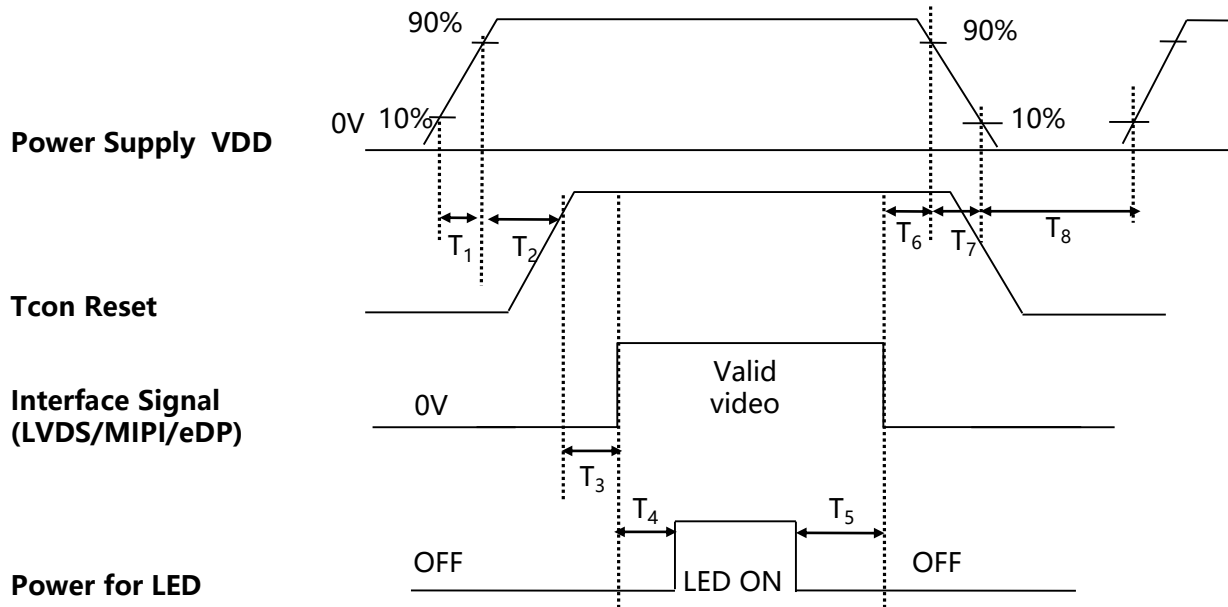 90%
90%
0V 10%
10%
Power Supply VDD
T1
T2
T6
T7
T8
Tcon Reset
Valid
video
Interface Signal
(LVDS/MIPI/eDP)
0V
T3
T4
T5
OFF
OFF
LED ON
Power for LED